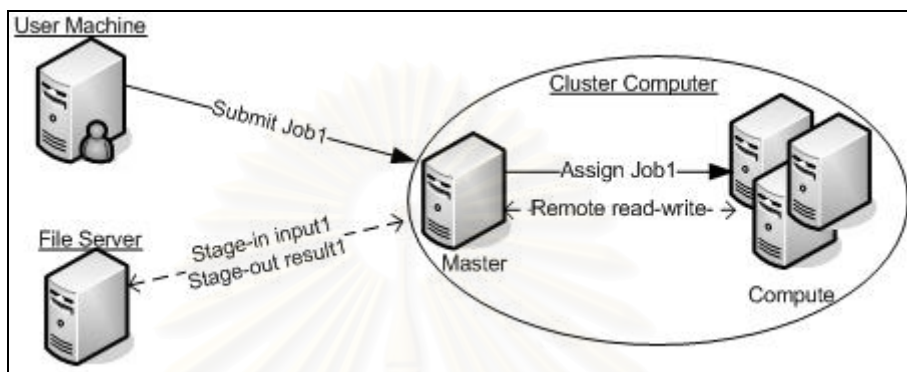 User Machine
Cluster Computer
Submit Job1
Assign Job1
Remote read-write
File Server
Stage-in input1
Stage-out result1
Master
Compute